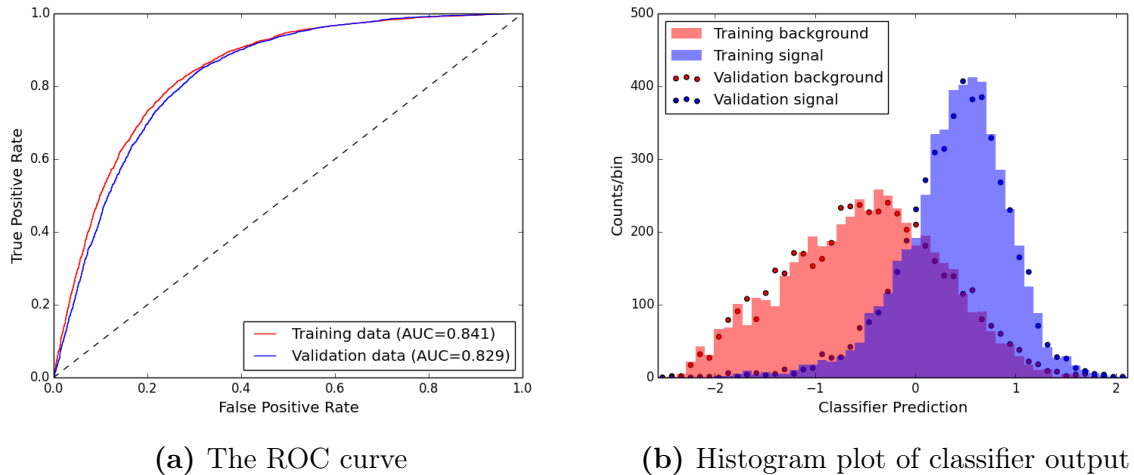 1.0
0.8
0.6
0.4
0.2
0.0
0.0 0.2 0.4 0.6 0.8 1.0
True Positive Rate
False Positive Rate
Training data (AUC=0.841)
Validation data (AUC=0.829)
(a) The ROC curve
500
400
300
200
100
0
−2 −1 0 1 2
Counts/bin
Classifier Prediction
Training background
Training signal
Validation background
Validation signal
(b) Histogram plot of classifier output